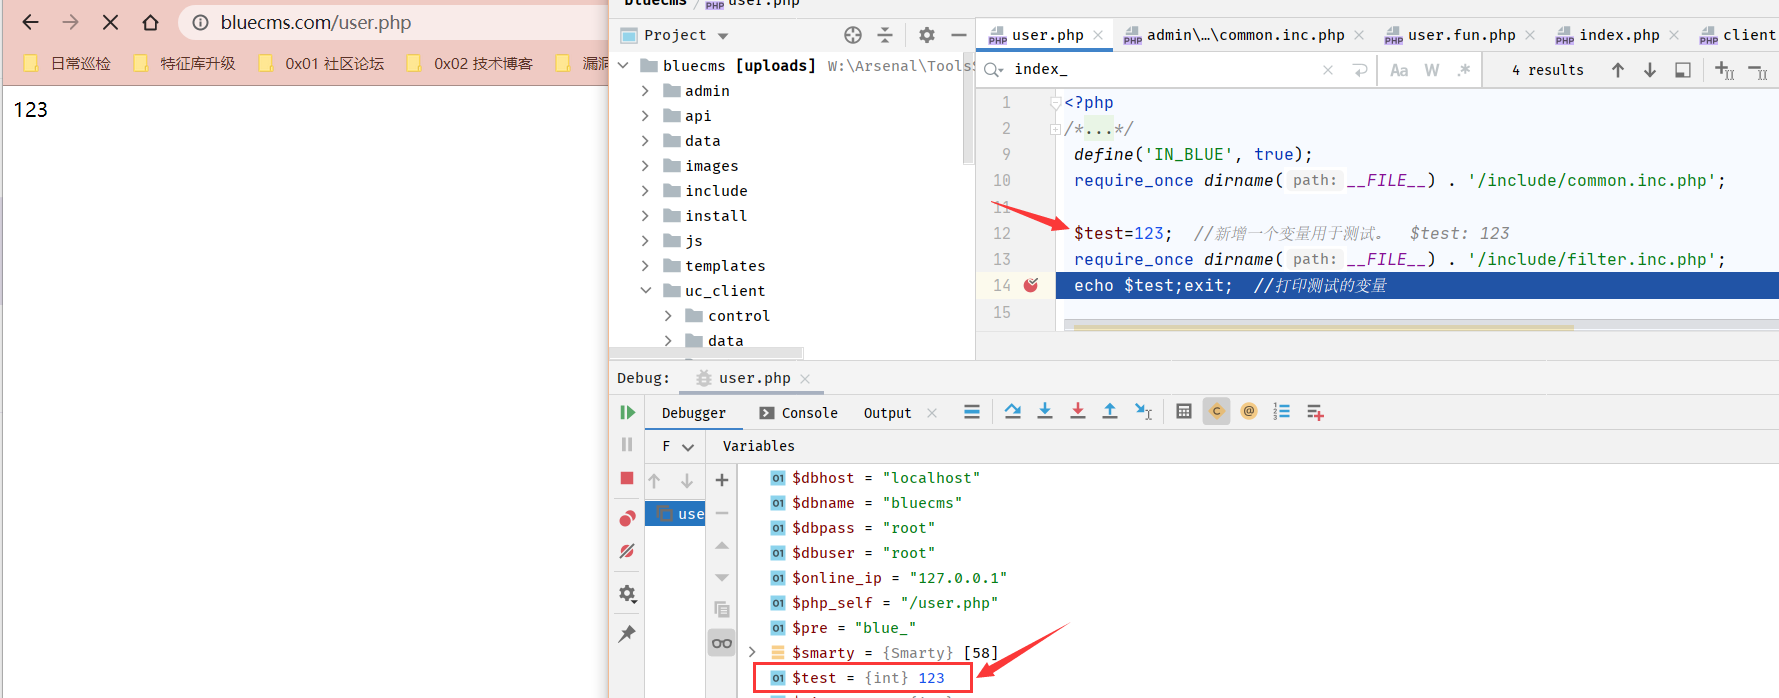 bluecms.com/user.php
日常巡检 特征库升级 0x01 社区论坛 0x02 技术博客 漏洞
123
bluecms / user.php
Project
bluecms [uploads] W:\Arsenal\Tools
admin
api
data
images
include
install
js
templates
uc_client
control
data
user.php admin\...\common.inc.php user.fun.php index.php client
index_ Aa W .* 4 results
1 <?php
2 /*...*/
9 define('IN_BLUE', true);
10 require_once dirname( path: __FILE__) . '/include/common.inc.php';
11
12 $test=123; //新增一个变量用于测试。 $test: 123
13 require_once dirname( path: __FILE__) . '/include/filter.inc.php';
14 echo $test;exit; //打印测试的变量
15
Debug: user.php
Debugger Console Output
F Variables
use
$dbhost = "localhost"
$dbname = "bluecms"
$dbpass = "root"
$dbuser = "root"
$online_ip = "127.0.0.1"
$php_self = "/user.php"
$pre = "blue_"
$smarty = {Smarty} [58]
$test = {int} 123